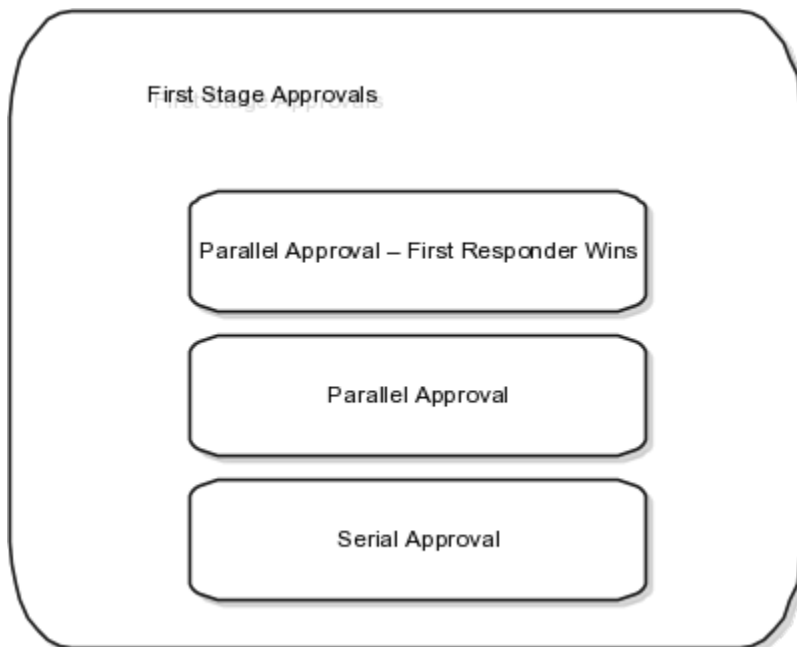 First Stage Approvals
Parallel Approval – First Responder Wins
Parallel Approval
Serial Approval